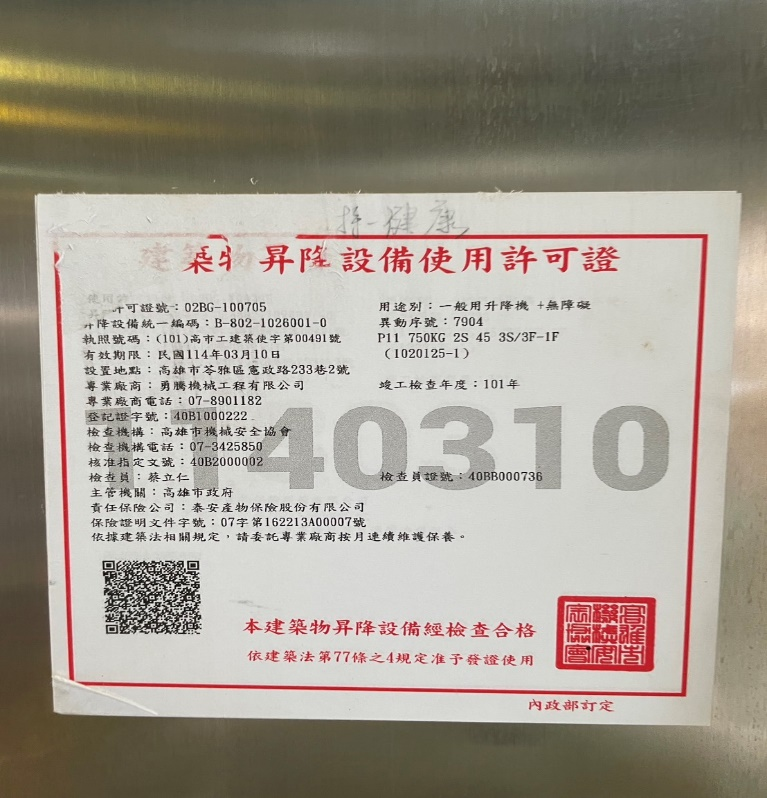 健康
建築物昇降設備使用許可證
許可證號：02BG-100705
用途別：一般用升降機 +無障礙
昇降設備統一編碼：B-802-1026001-0
異動序號：7904
執照號碼：(101)高市工建築使字第00491號
P11 750KG 2S 45 3S/3F-1F
有效期限：民國114年03月10日
(1020125-1)
設置地點：高雄市苓雅區憲政路233巷2號
專業廠商：勇騰機械工程有限公司
竣工檢查年度：101年
專業廠商電話：07-8901182
登記證字號：40B1000222
140310
檢查機構：高雄市機械安全協會
檢查機構電話：07-3425850
核准指定文號：40B2000002
檢查員：蔡立仁
檢查員證號：40BB000736
主管機關：高雄市政府
責任保險公司：泰安產物保險股份有限公司
保險證明文件字號：07字第162213A00007號
依據建築法相關規定，請委託專業廠商按月連續維護保養。
本建築物昇降設備經檢查合格
依建築法第77條之4規定准予發證使用
內政部訂定